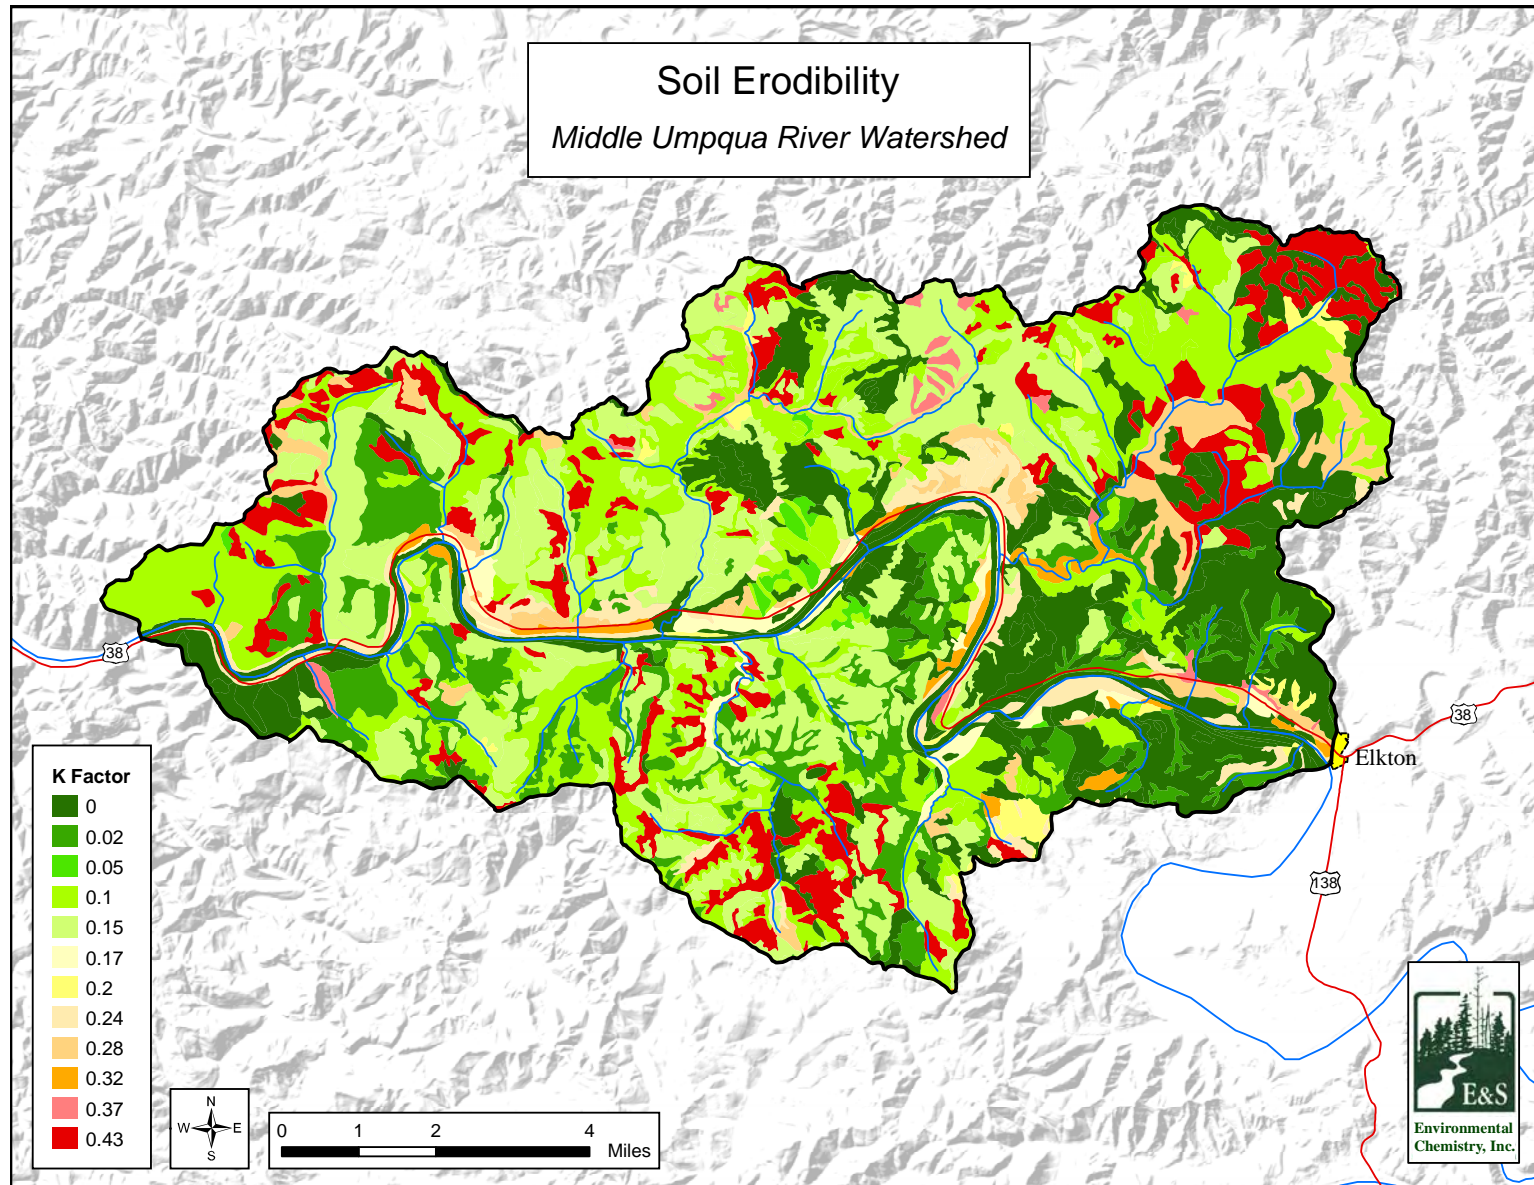 Soil Erodibility
Middle Umpqua River Watershed
38
38
Elkton
138
K Factor
0
0.02
0.05
0.1
0.15
0.17
0.2
0.24
0.28
0.32
0.37
0.43
N
W E
S
0 1 2 4
Miles
E&S
Environmental
Chemistry, Inc.